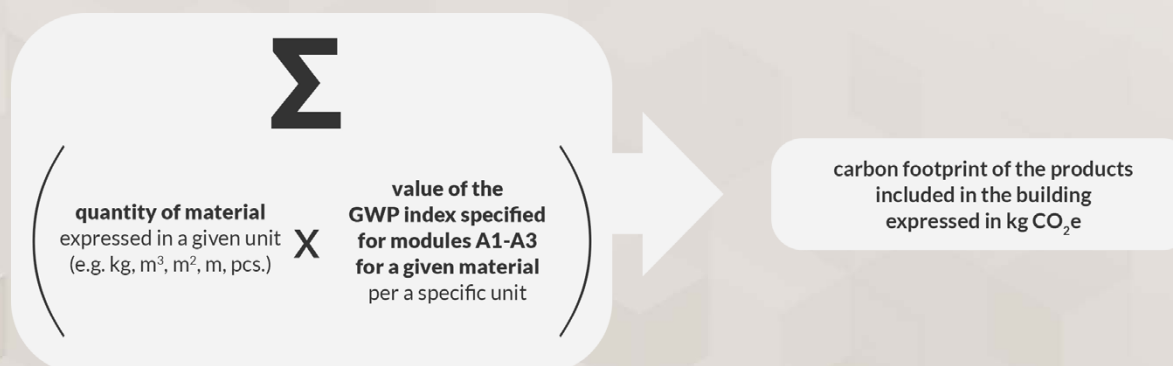 Σ
quantity of material
expressed in a given unit
(e.g. kg, m³, m², m, pcs.)
X
value of the
GWP index specified
for modules A1-A3
for a given material
per a specific unit
carbon footprint of the products
included in the building
expressed in kg CO₂e